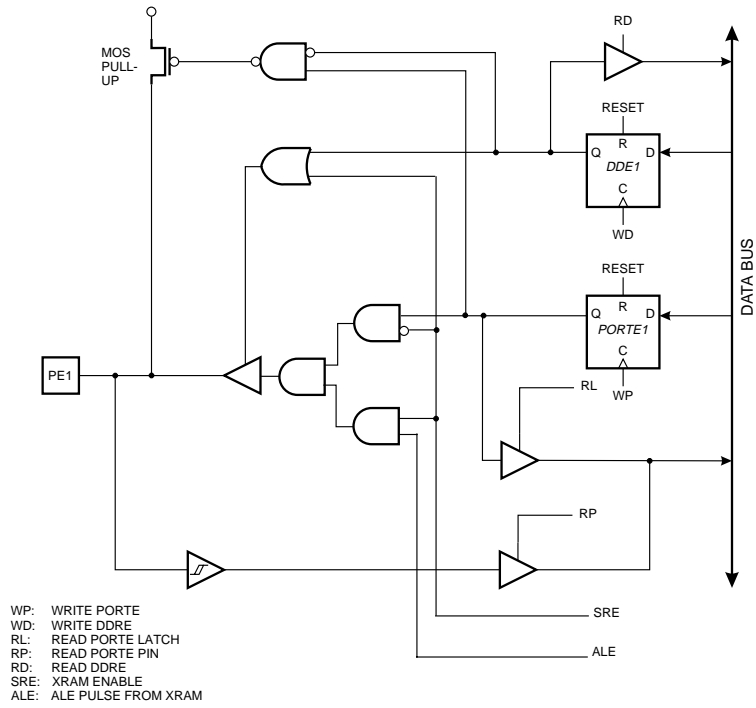 RD
MOS
PULL-
UP
RESET
R
Q
D
DDE1
C
WD
RESET
R
Q
D
PORTE1
C
WP
DATA BUS
PE1
RL
RP
SRE
ALE
WP: WRITE PORTE
WD: WRITE DDRE
RL: READ PORTE LATCH
RP: READ PORTE PIN
RD: READ DDRE
SRE: XRAM ENABLE
ALE: ALE PULSE FROM XRAM